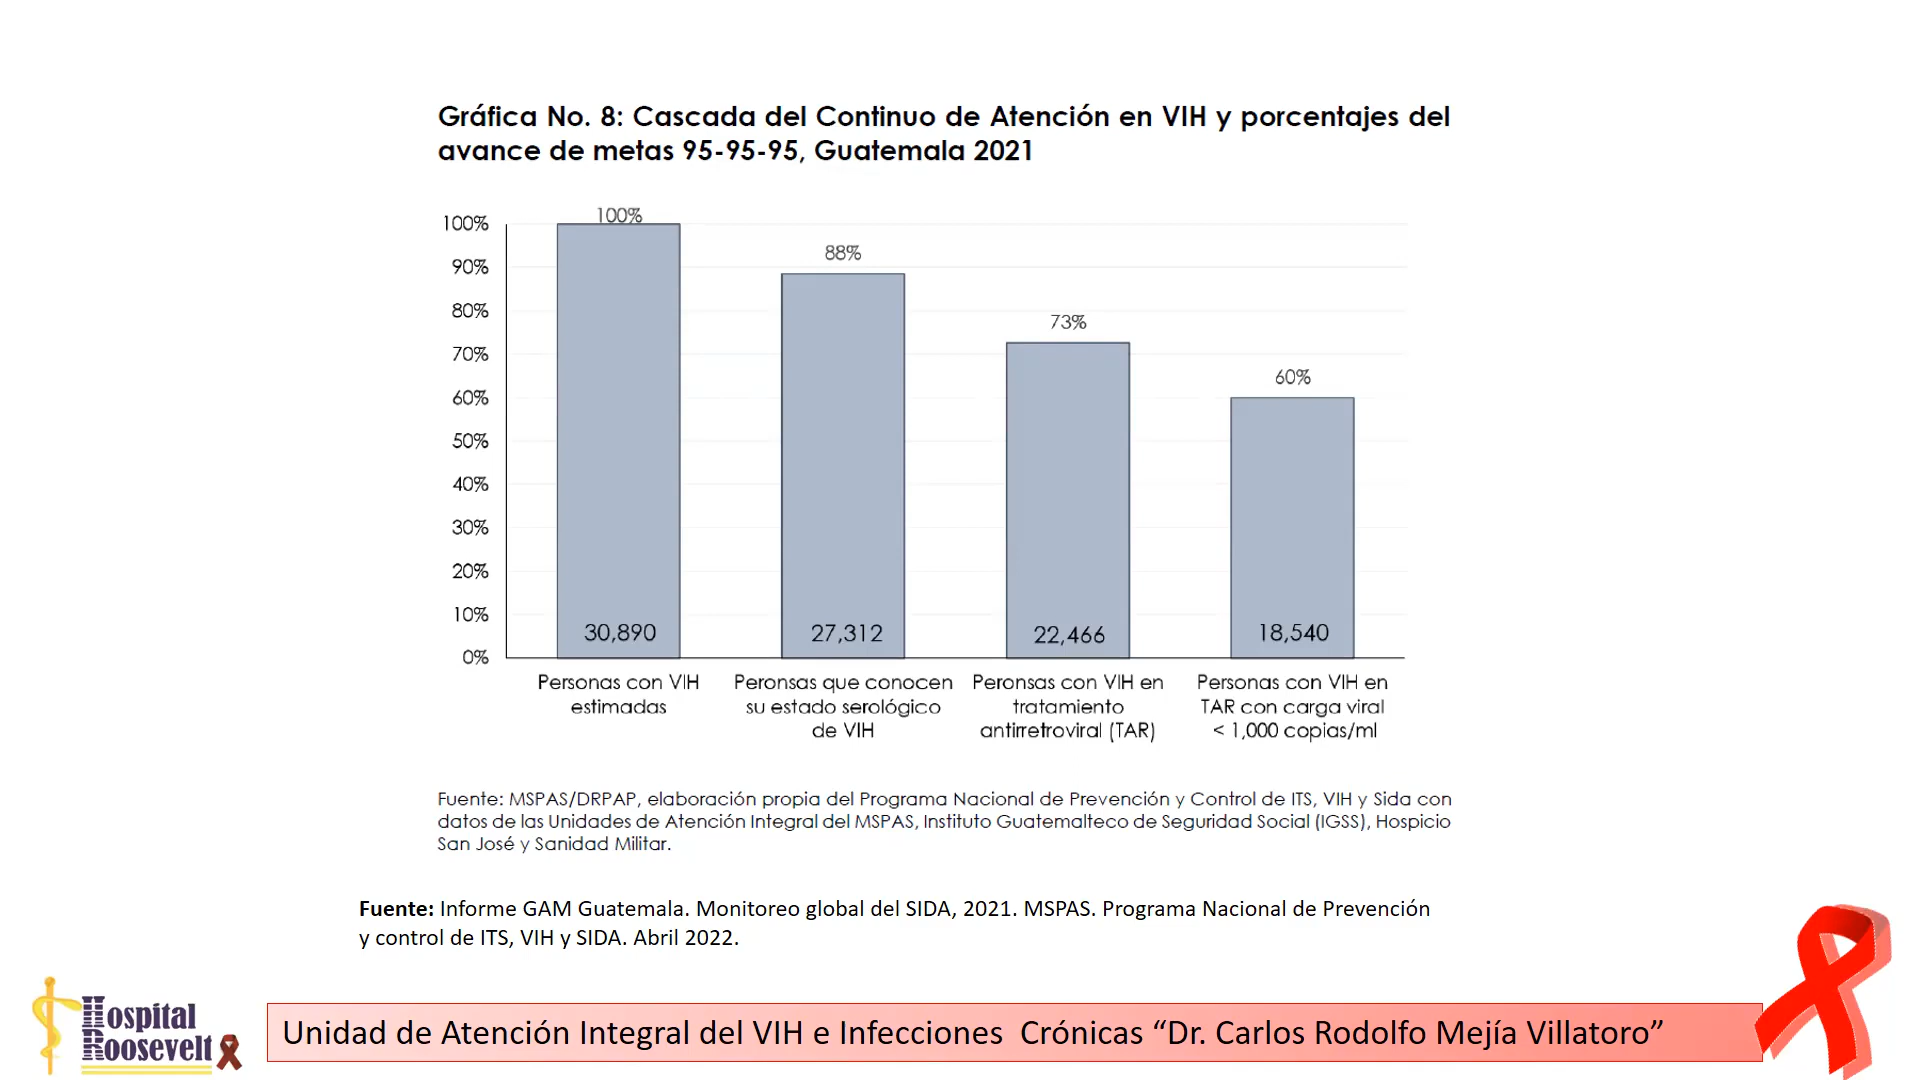 Gráfica No. 8: Cascada del Continuo de Atención en VIH y porcentajes del
avance de metas 95-95-95, Guatemala 2021
100%
90%
80%
70%
60%
50%
40%
30%
20%
10%
0%
100%
88%
73%
60%
30,890
27,312
22,466
18,540
Personas con VIH
estimadas
Peronsas que conocen
su estado serológico
de VIH
Peronsas con VIH en
tratamiento
antirretroviral (TAR)
Personas con VIH en
TAR con carga viral
< 1,000 copias/ml
Fuente: MSPAS/DRPAP, elaboración propia del Programa Nacional de Prevención y Control de ITS, VIH y Sida con
datos de las Unidades de Atención Integral del MSPAS, Instituto Guatemalteco de Seguridad Social (IGSS), Hospicio
San José y Sanidad Militar.
Fuente: Informe GAM Guatemala. Monitoreo global del SIDA, 2021. MSPAS. Programa Nacional de Prevención
y control de ITS, VIH y SIDA. Abril 2022.
Hospital
Roosevelt
Unidad de Atención Integral del VIH e Infecciones  Crónicas “Dr. Carlos Rodolfo Mejía Villatoro”